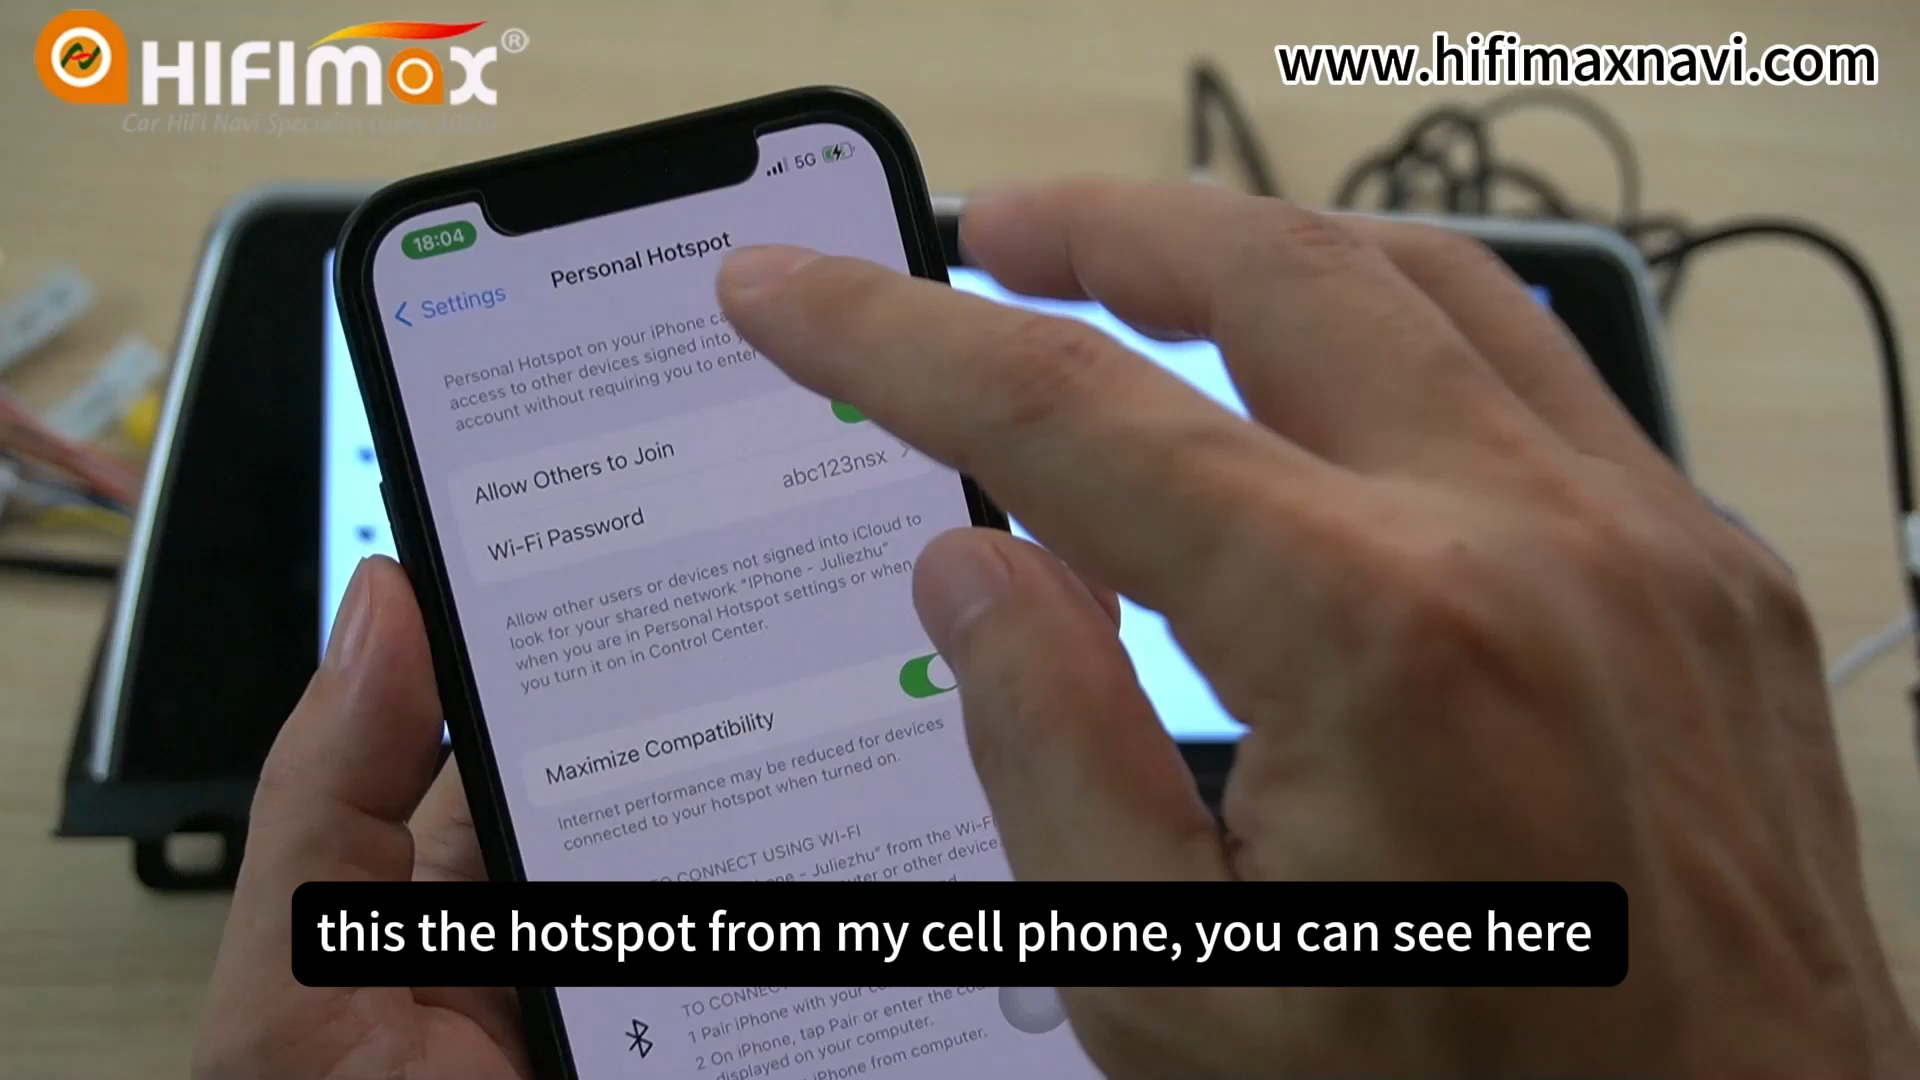 HIFIMAX®
Car HiFi Navi Specialist
www.hifimaxnavi.com
5G
18:04
Personal Hotspot
Settings
Personal Hotspot on your iPhone
access to other devices signed into
account without requiring you to enter
Allow Others to Join
Wi-Fi Password abc123nsx
Allow other users or devices not signed into iCloud to
look for your shared network "iPhone - Juliezhu"
when you are in Personal Hotspot settings or when
you turn it on in Control Center.
Maximize Compatibility
Internet performance may be reduced for devices
connected to your hotspot when turned on.
CONNECT USING WI-FI
Juliezhu" from the Wi-Fi
or other device.
this the hotspot from my cell phone, you can see here
TO CONNECT
1 Pair iPhone with your
2 On iPhone, tap Pair or enter the
displayed on your computer.
iPhone from computer.